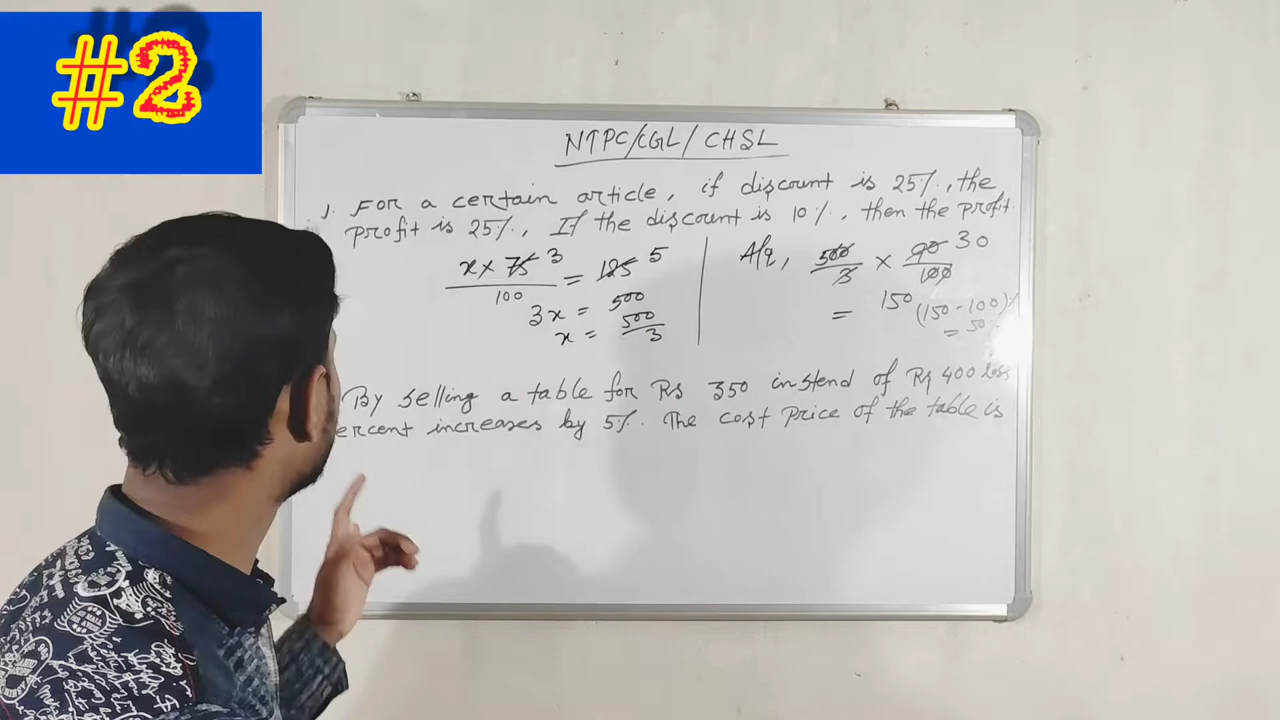 #2
NTPC/CGL/CHSL
1. For a certain article, if discount is 25%, the
profit is 25%, If the discount is 10%, then the profit.
x × 75 3 / 100 = 125 5
3x = 500
x = 500/3
A/q, 500/3 × 90 30 / 100
= 150 (150-100)%
= 50%
By selling a table for Rs 350 instend of Rs 400 loss
ercent increases by 5%. The cost price of the table is